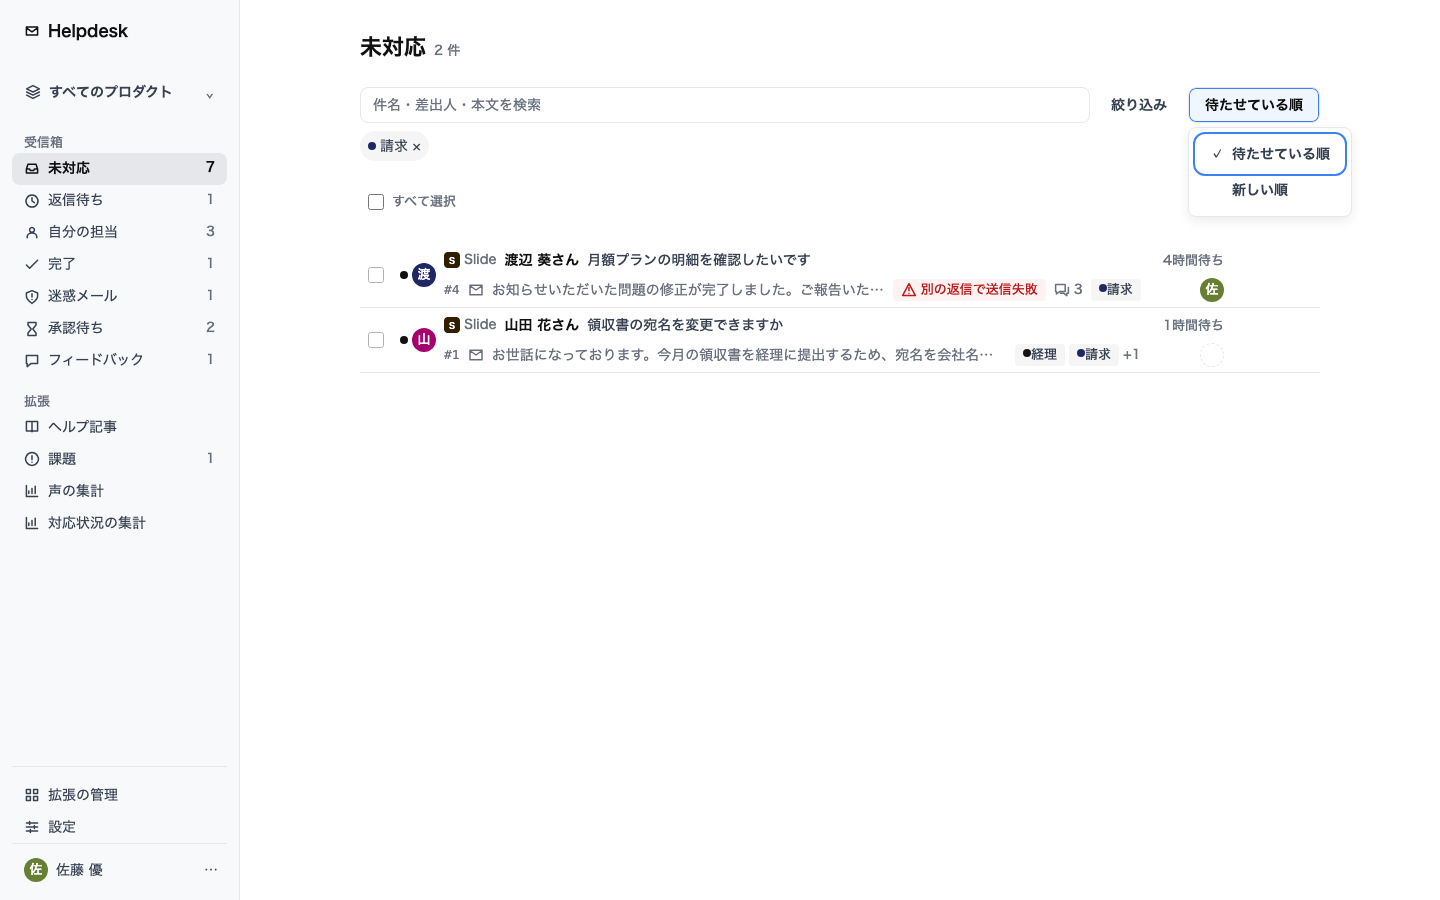 Helpdesk
すべてのプロダクト
受信箱
未対応 7
返信待ち 1
自分の担当 3
完了 1
迷惑メール 1
承認待ち 2
フィードバック 1
拡張
ヘルプ記事
課題 1
声の集計
対応状況の集計
拡張の管理
設定
佐 佐藤 優 …
未対応 2 件
件名・差出人・本文を検索 絞り込み 待たせている順
請求 ×
✓ 待たせている順
新しい順
すべて選択
渡 s Slide 渡辺 葵さん 月額プランの明細を確認したいです 4時間待ち
#4 お知らせいただいた問題の修正が完了しました。ご報告いた… 別の返信で送信失敗 3 請求 佐
山 s Slide 山田 花さん 領収書の宛名を変更できますか 1時間待ち
#1 お世話になっております。今月の領収書を経理に提出するため、宛名を会社名… 経理 請求 +1